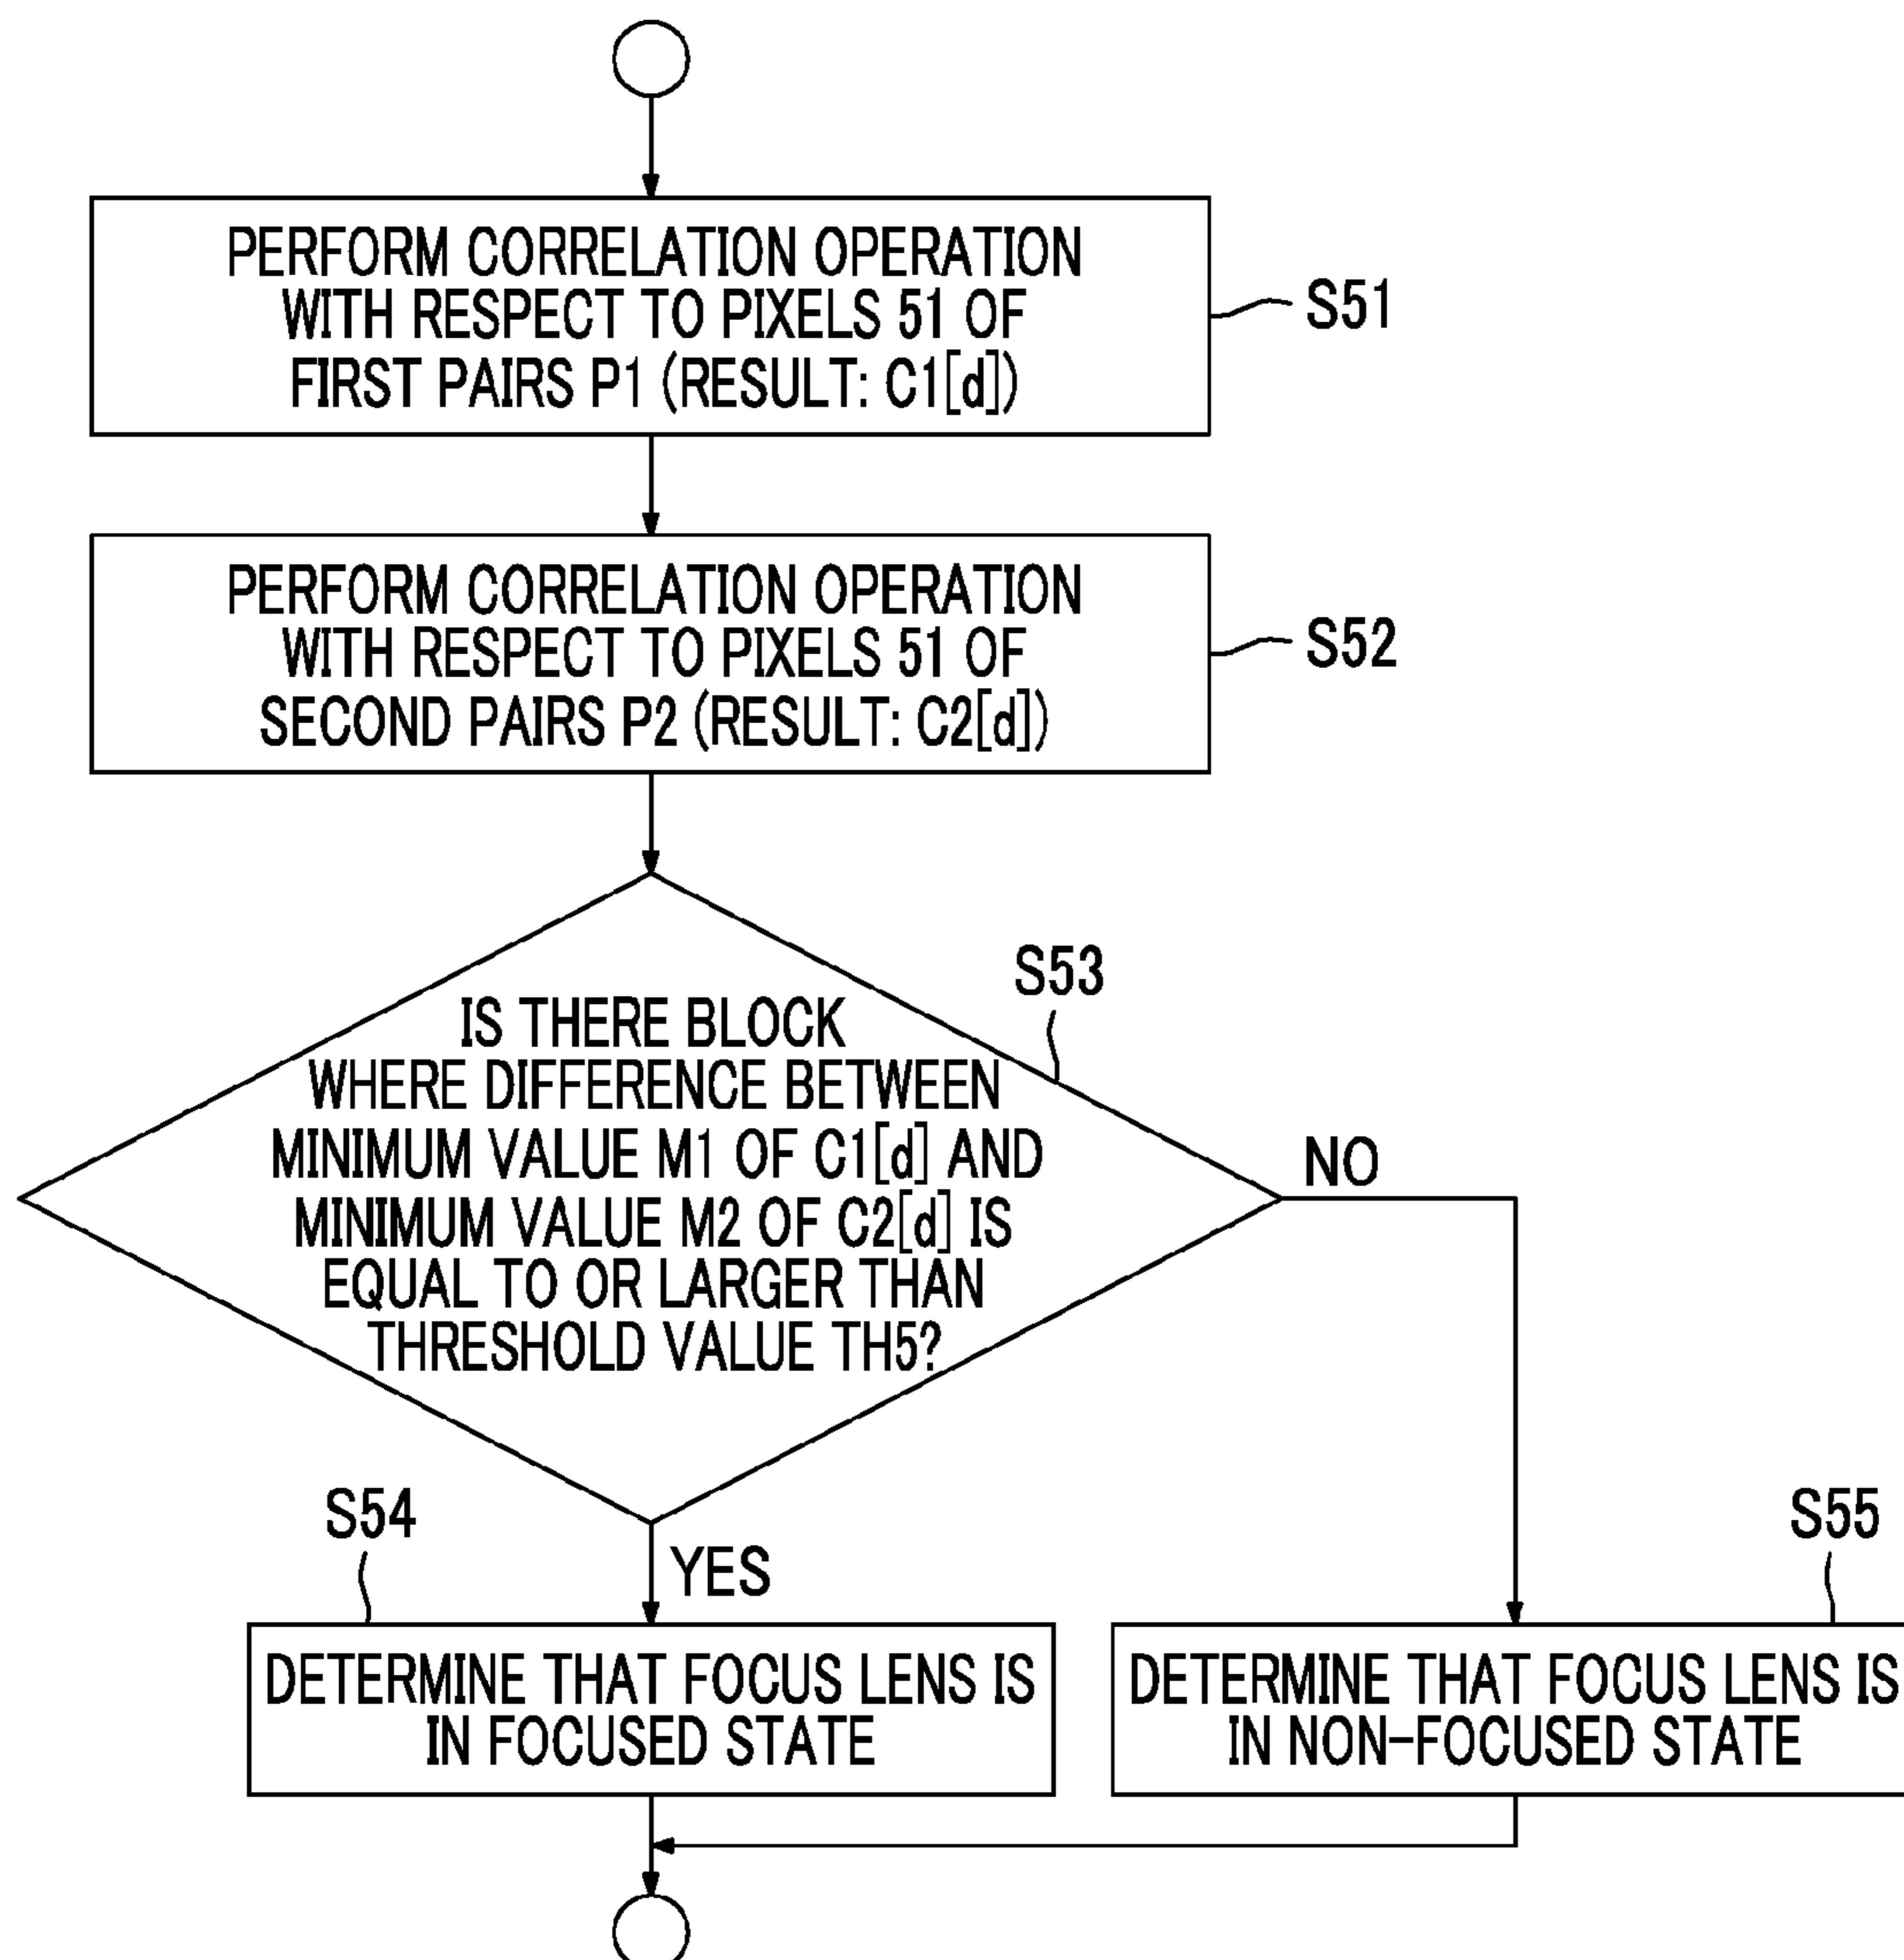 PERFORM CORRELATION OPERATION
WITH RESPECT TO PIXELS 51 OF
FIRST PAIRS P1 (RESULT: C1[d])
S51
PERFORM CORRELATION OPERATION
WITH RESPECT TO PIXELS 51 OF
SECOND PAIRS P2 (RESULT: C2[d])
S52
S53
IS THERE BLOCK
WHERE DIFFERENCE BETWEEN
MINIMUM VALUE M1 OF C1[d] AND
MINIMUM VALUE M2 OF C2[d] IS
EQUAL TO OR LARGER THAN
THRESHOLD VALUE TH5?
NO
YES
S54
DETERMINE THAT FOCUS LENS IS
IN FOCUSED STATE
S55
DETERMINE THAT FOCUS LENS IS
IN NON-FOCUSED STATE